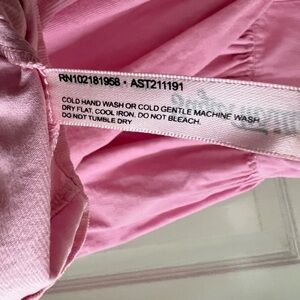 RN102181968 • AST211191
COLD HAND WASH OR COLD GENTLE MACHINE WASH
DRY FLAT. COOL IRON. DO NOT BLEACH.
DO NOT TUMBLE DRY